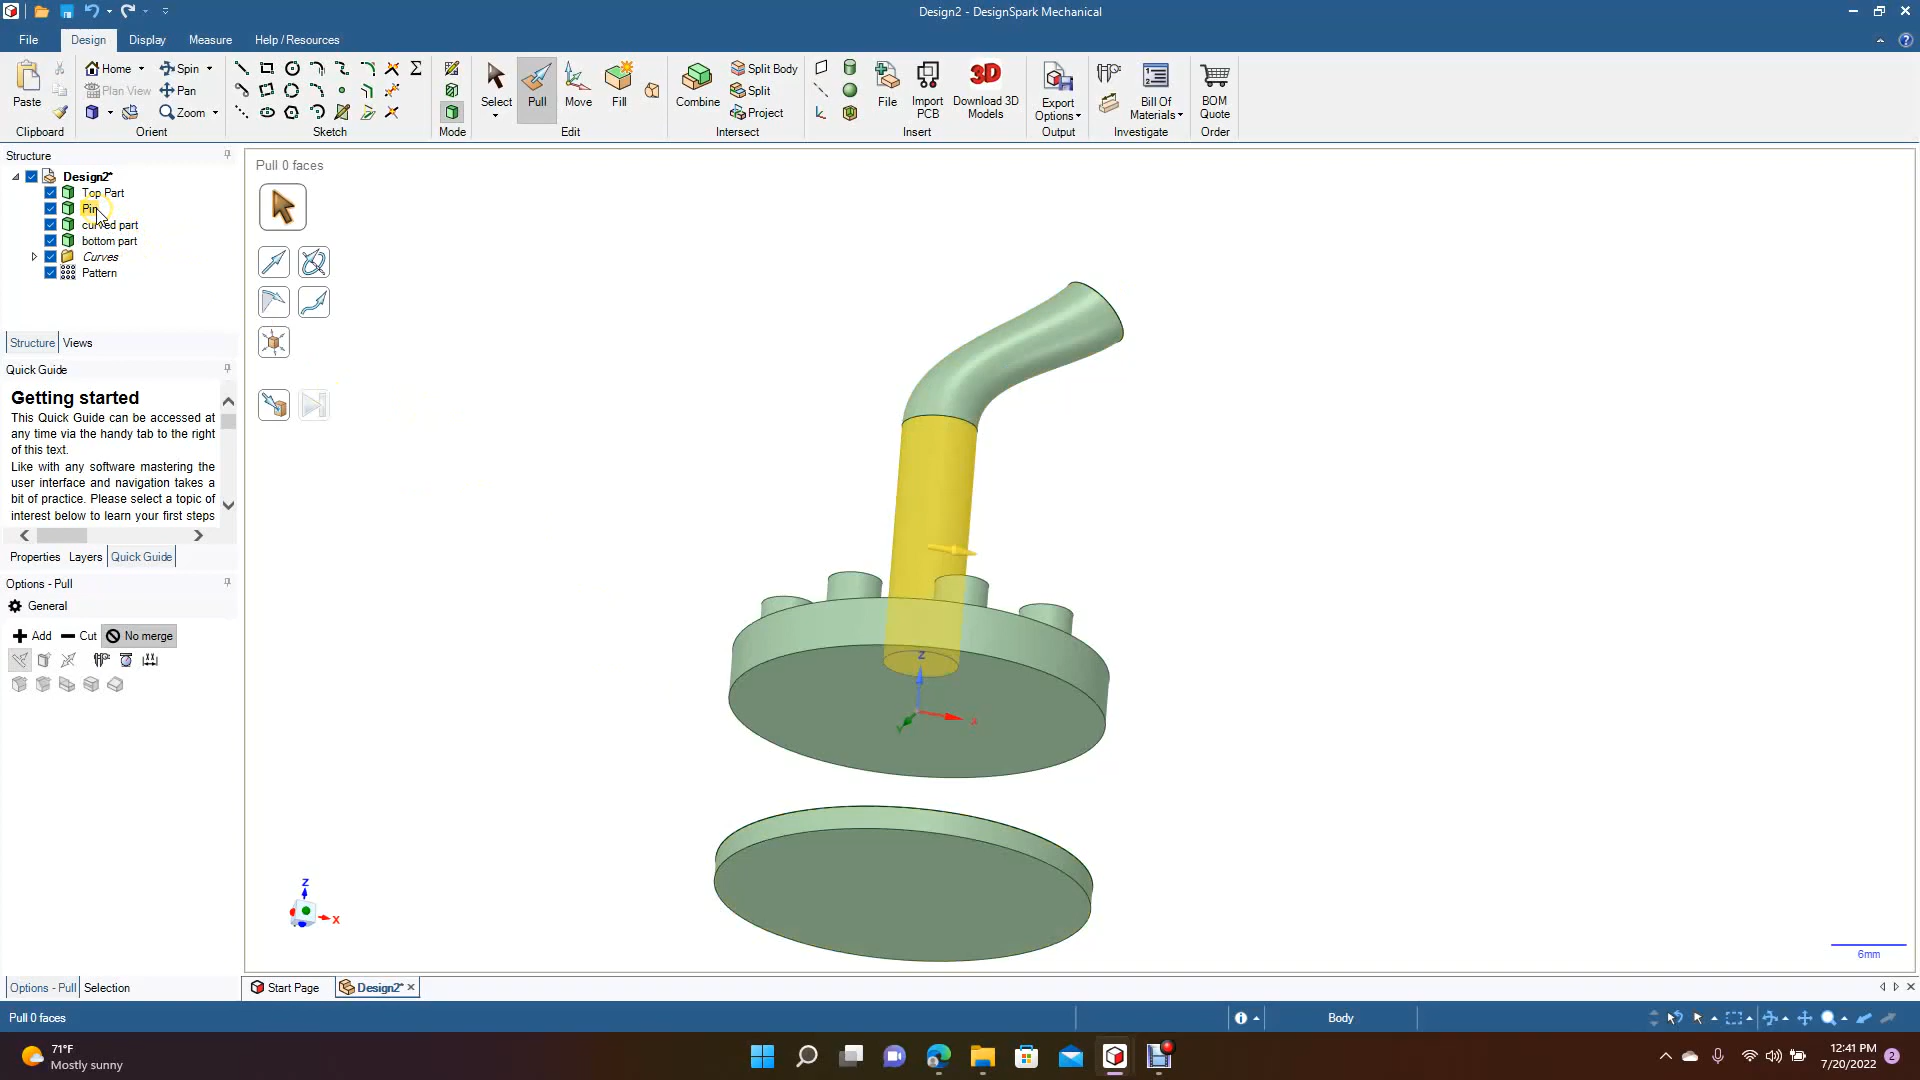 Design2 - DesignSpark Mechanical
File
Design
Display
Measure
Help / Resources
Paste
Clipboard
Home
Spin
Plan View
Pan
Zoom
Orient
Sketch
Mode
Select
Pull
Move
Fill
Edit
Combine
Split Body
Split
Project
Intersect
File
Import PCB
3D
Download 3D Models
Insert
Export Options
Output
Bill Of Materials
Investigate
BOM Quote
Order
Structure
Design2*
Top Part
Pin
curved part
bottom part
Curves
Pattern
Structure
Views
Quick Guide
Getting started
This Quick Guide can be accessed at
any time via the handy tab to the right
of this text.
Like with any software mastering the
user interface and navigation takes a
bit of practice. Please select a topic of
interest below to learn your first steps
Properties
Layers
Quick Guide
Options - Pull
General
Add
Cut
No merge
Options - Pull
Selection
Pull 0 faces
Z
X
Y
Z
X
6mm
Start Page
Design2*
Pull 0 faces
Body
71°F
Mostly sunny
12:41 PM
7/20/2022
2